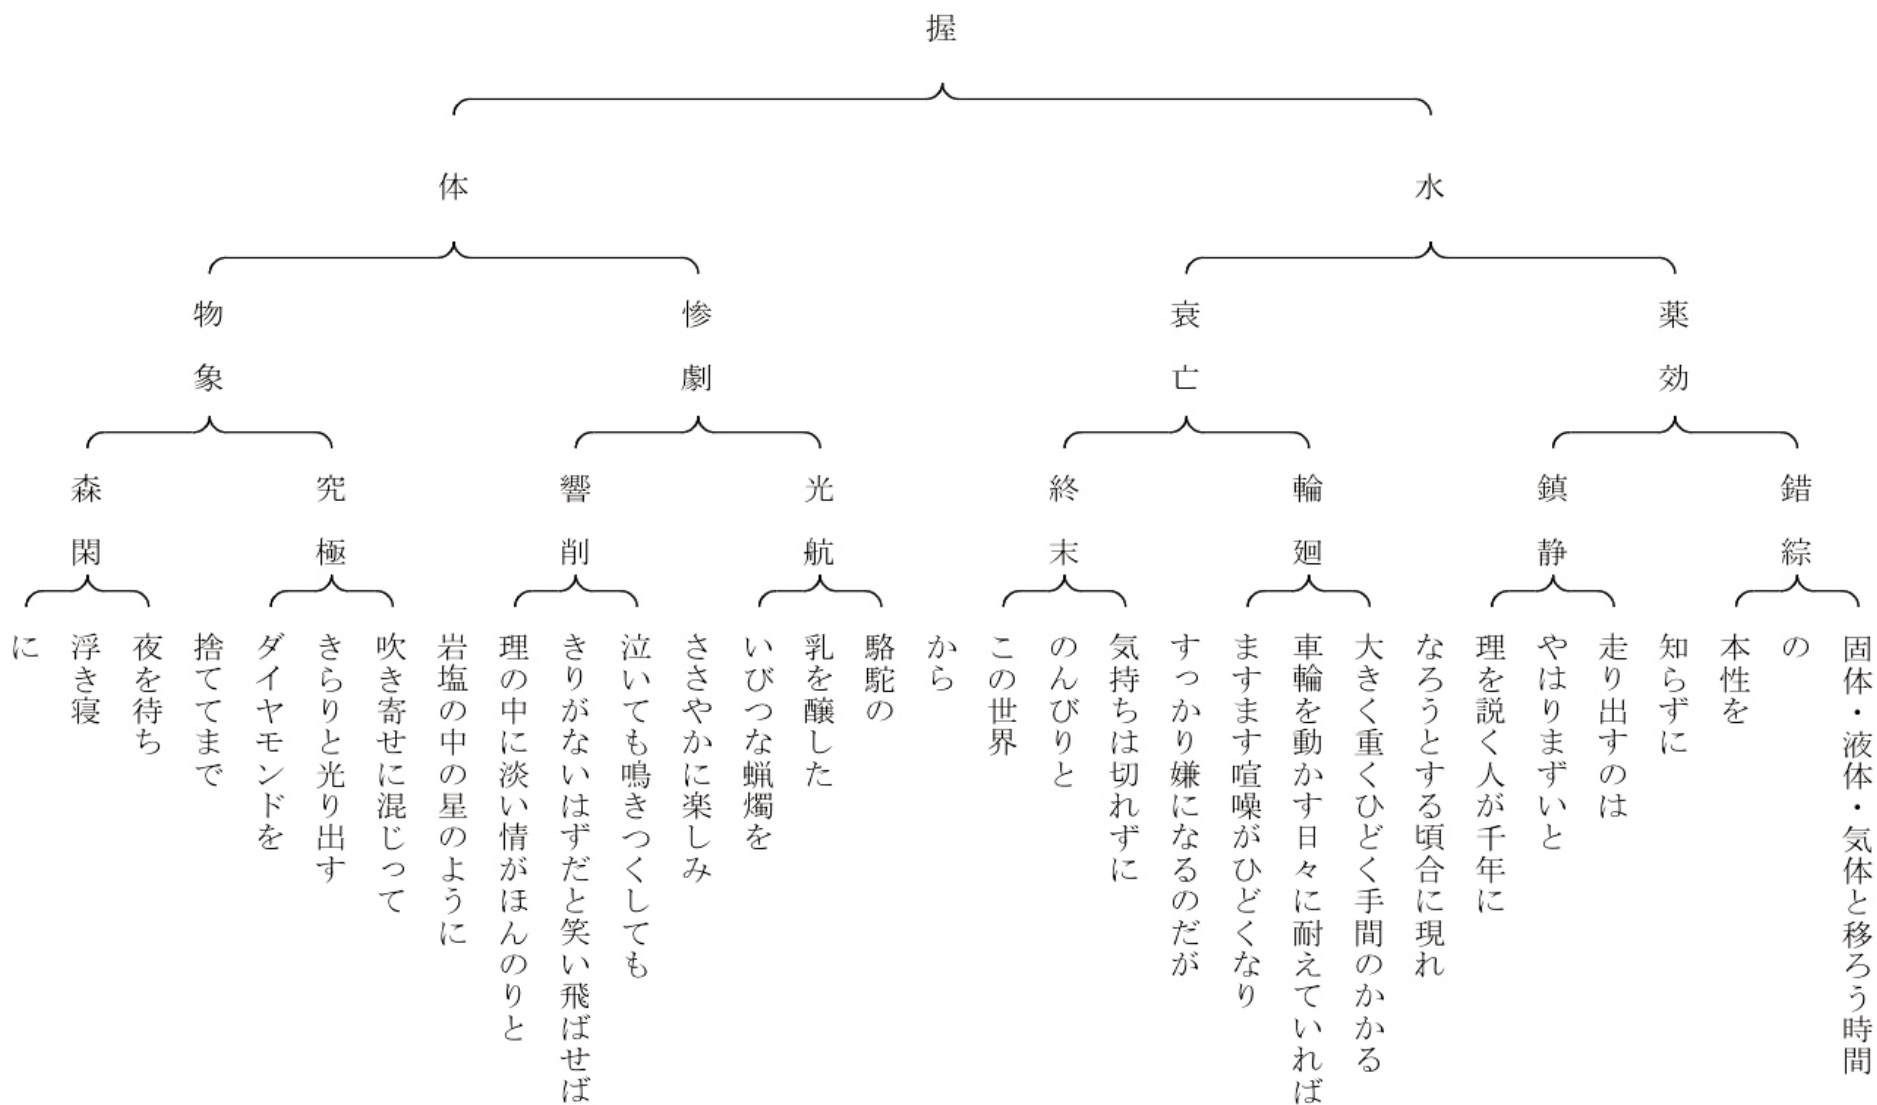 握
水
体
薬効
衰亡
惨劇
物象
錯綜
鎮静
輪廻
終末
光航
響削
究極
森閑
固体・液体・気体と移ろう時間
の
本性を
知らずに
走り出すのは
やはりまずいと
理を説く人が千年に
なろうとする頃合に現れ
大きく重くひどく手間のかかる
車輪を動かす日々に耐えていれば
ますます喧噪がひどくなり
すっかり嫌になるのだが
気持ちは切れずに
のんびりと
この世界
から
駱駝の
乳を醸した
いびつな蝋燭を
ささやかに楽しみ
泣いても鳴きつくしても
きりがないはずだと笑い飛ばせば
理の中に淡い情がほんのりと
岩塩の中の星のように
吹き寄せに混じって
きらりと光り出す
ダイヤモンドを
捨ててまで
夜を待ち
浮き寝
に